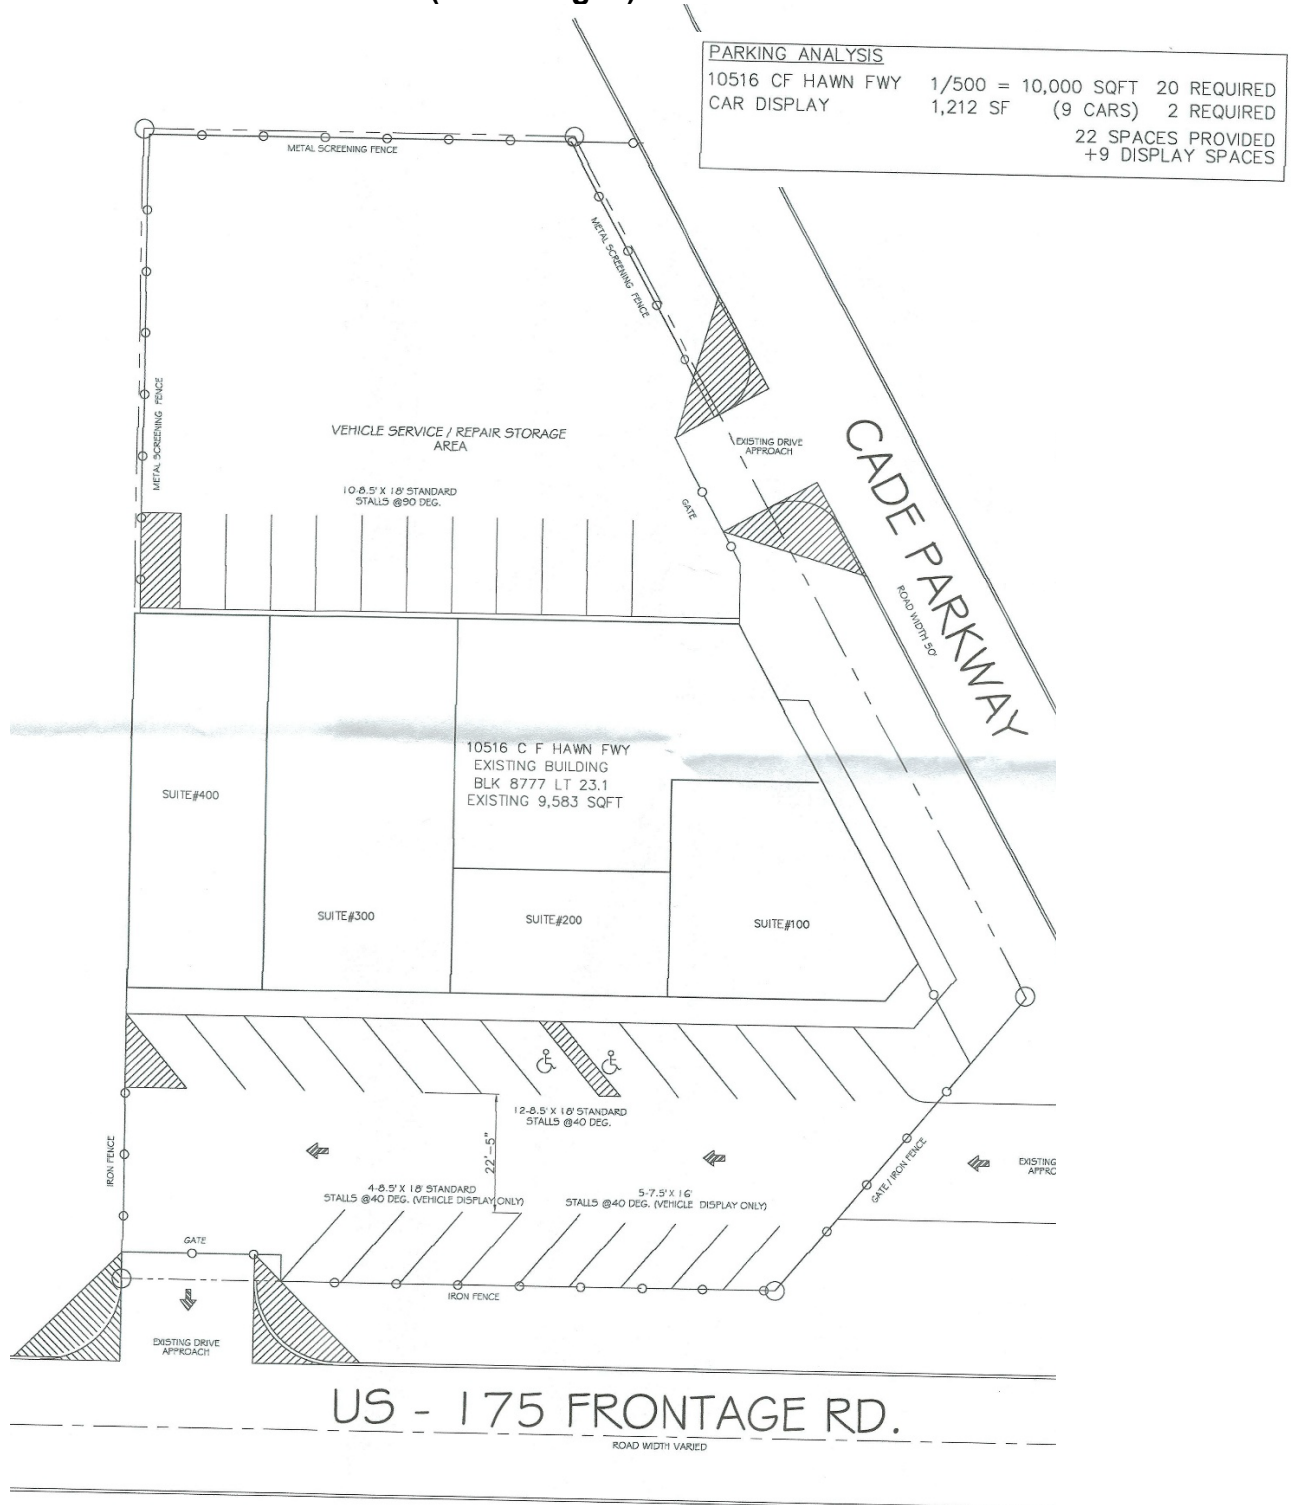 PARKING ANALYSIS
10516 CF HAWN FWY 1/500 = 10,000 SQFT 20 REQUIRED
CAR DISPLAY 1,212 SF (9 CARS) 2 REQUIRED
22 SPACES PROVIDED
+9 DISPLAY SPACES
METAL SCREENING FENCE
METAL SCREENING FENCE
METAL SCREENING FENCE
VEHICLE SERVICE / REPAIR STORAGE
AREA
EXISTING DRIVE
APPROACH
CADE PARKWAY
ROAD WIDTH 50'
10-8.5' X 18' STANDARD
STALLS @90 DEG.
GATE
10516 C F HAWN FWY
EXISTING BUILDING
BLK 8777 LT 23.1
EXISTING 9,583 SQFT
SUITE#400
SUITE#300
SUITE#200
SUITE#100
12-8.5' X 18' STANDARD
STALLS @40 DEG.
22'-5"
IRON FENCE
4-8.5' X 18' STANDARD
STALLS @40 DEG. (VEHICLE DISPLAY ONLY)
5-7.5' X 16'
STALLS @40 DEG. (VEHICLE DISPLAY ONLY)
GATE / IRON FENCE
EXISTING
APPRO
GATE
IRON FENCE
EXISTING DRIVE
APPROACH
US - 175 FRONTAGE RD.
ROAD WIDTH VARIED